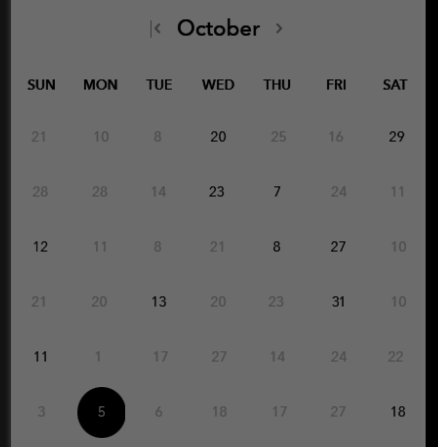 |< October >
SUN MON TUE WED THU FRI SAT
21 10 8 20 25 16 29
28 28 14 23 7 24 11
12 11 8 21 8 27 10
21 20 13 20 23 31 10
11 1 17 27 14 24 22
3 5 6 18 17 27 18